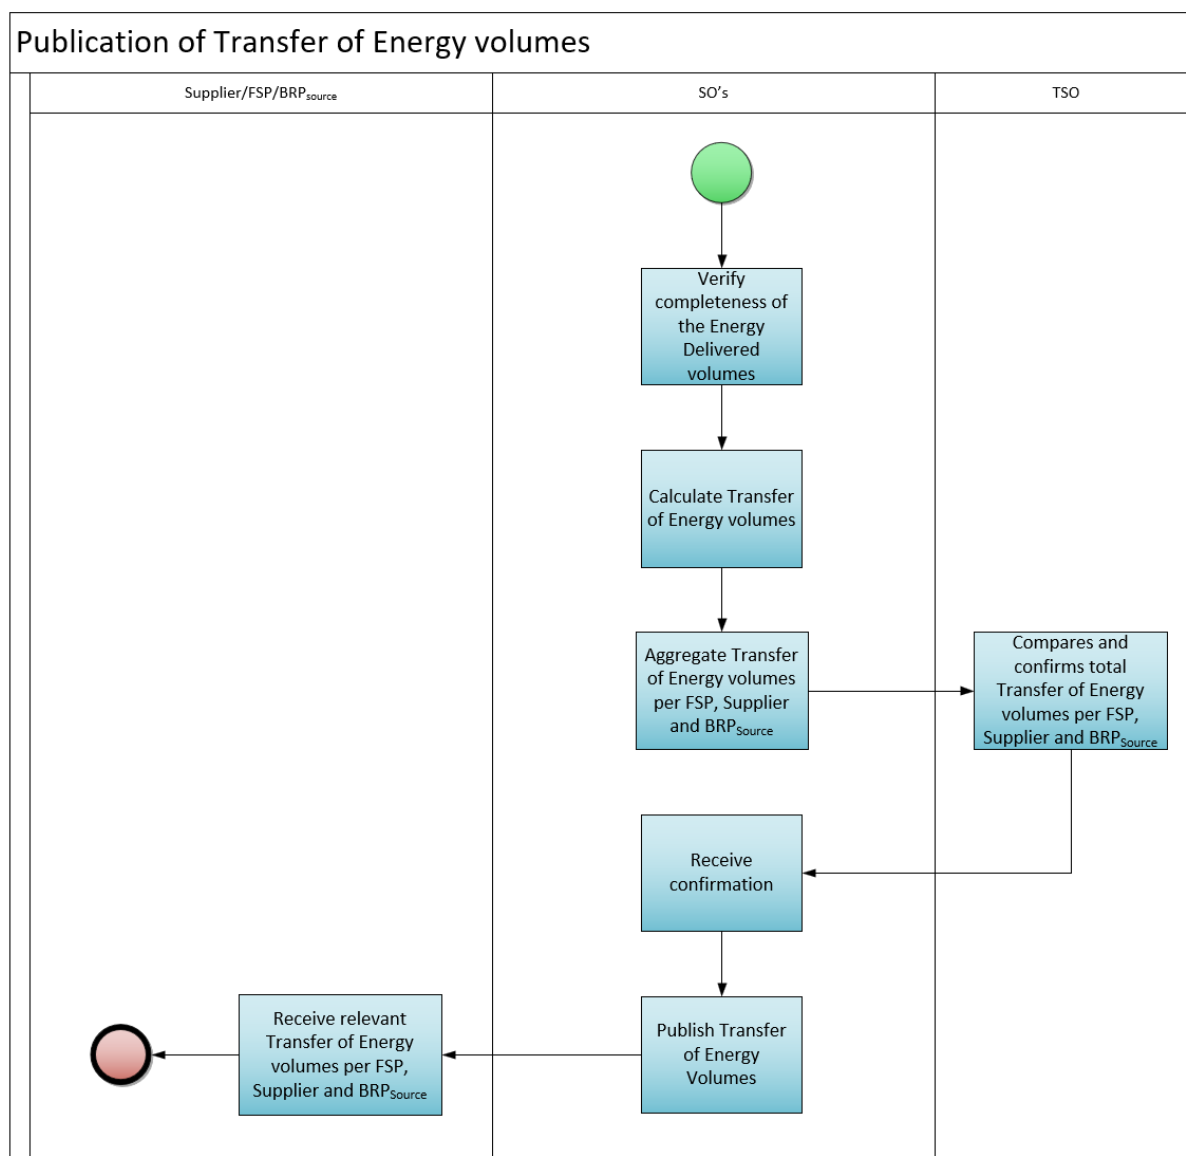 Publication of Transfer of Energy volumes
Supplier/FSP/BRPsource
SO's
TSO
Verify
completeness of
the Energy
Delivered
volumes
Calculate Transfer
of Energy volumes
Aggregate Transfer
of Energy volumes
per FSP, Supplier
and BRPSource
Compares and
confirms total
Transfer of Energy
volumes per FSP,
Supplier and BRPSource
Receive
confirmation
Publish Transfer
of Energy
Volumes
Receive relevant
Transfer of Energy
volumes per FSP,
Supplier and BRPSource